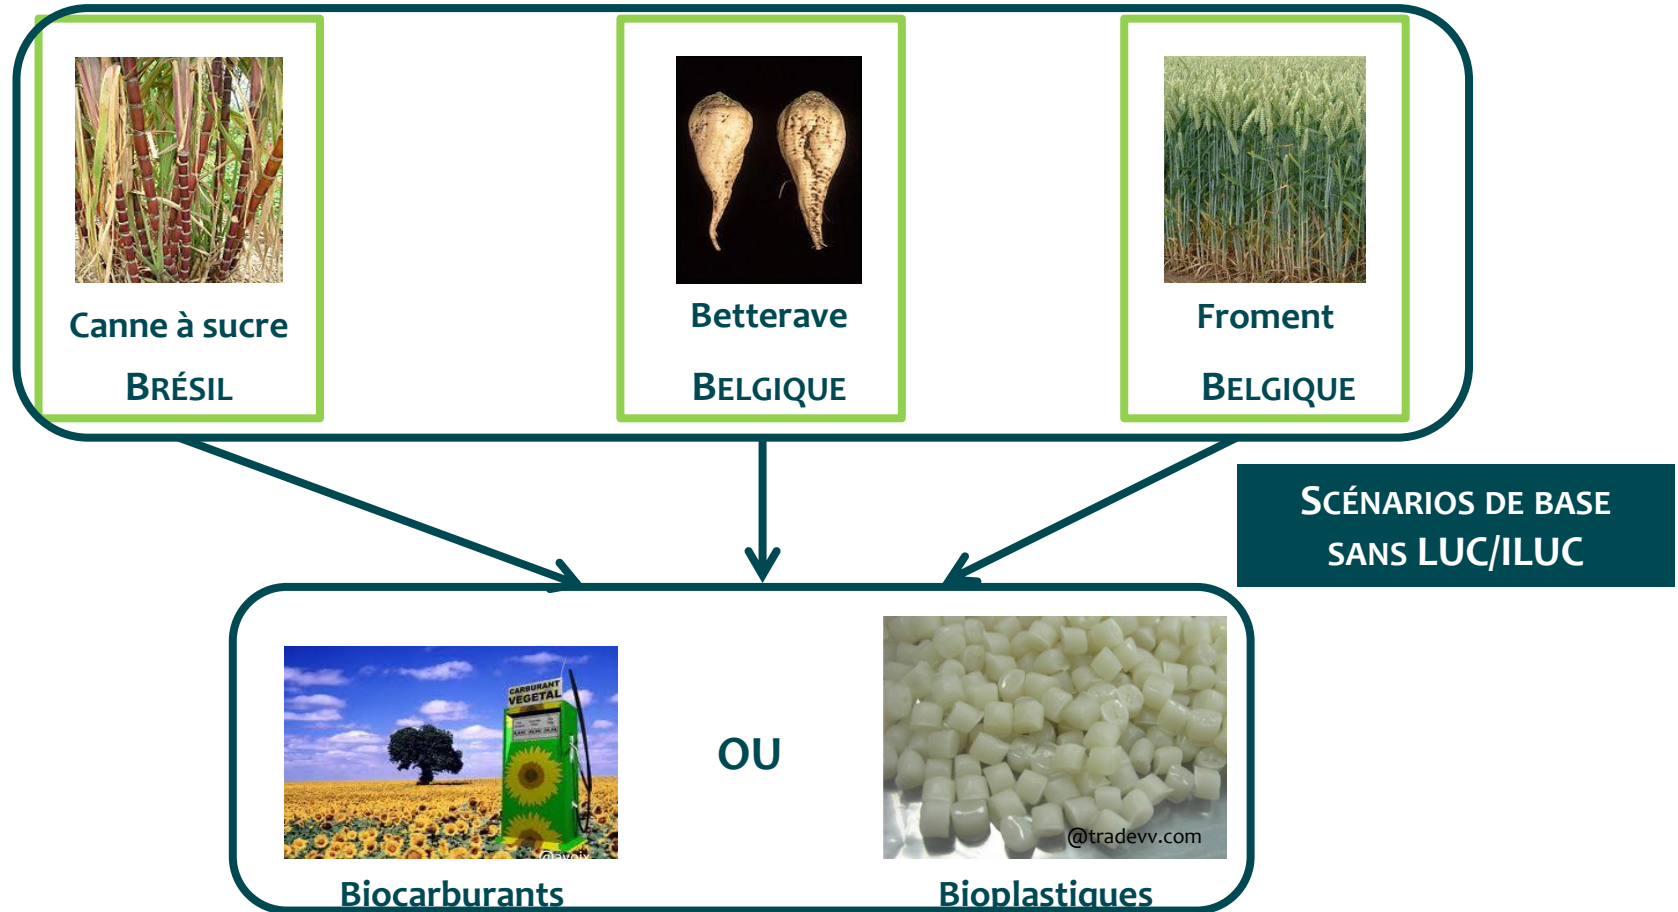 Canne à sucre
BRÉSIL
Betterave
BELGIQUE
Froment
BELGIQUE
SCÉNARIOS DE BASE
SANS LUC/ILUC
CARBURANT
VEGETAL
OU
@tradevv.com
Biocarburants
Bioplastiques